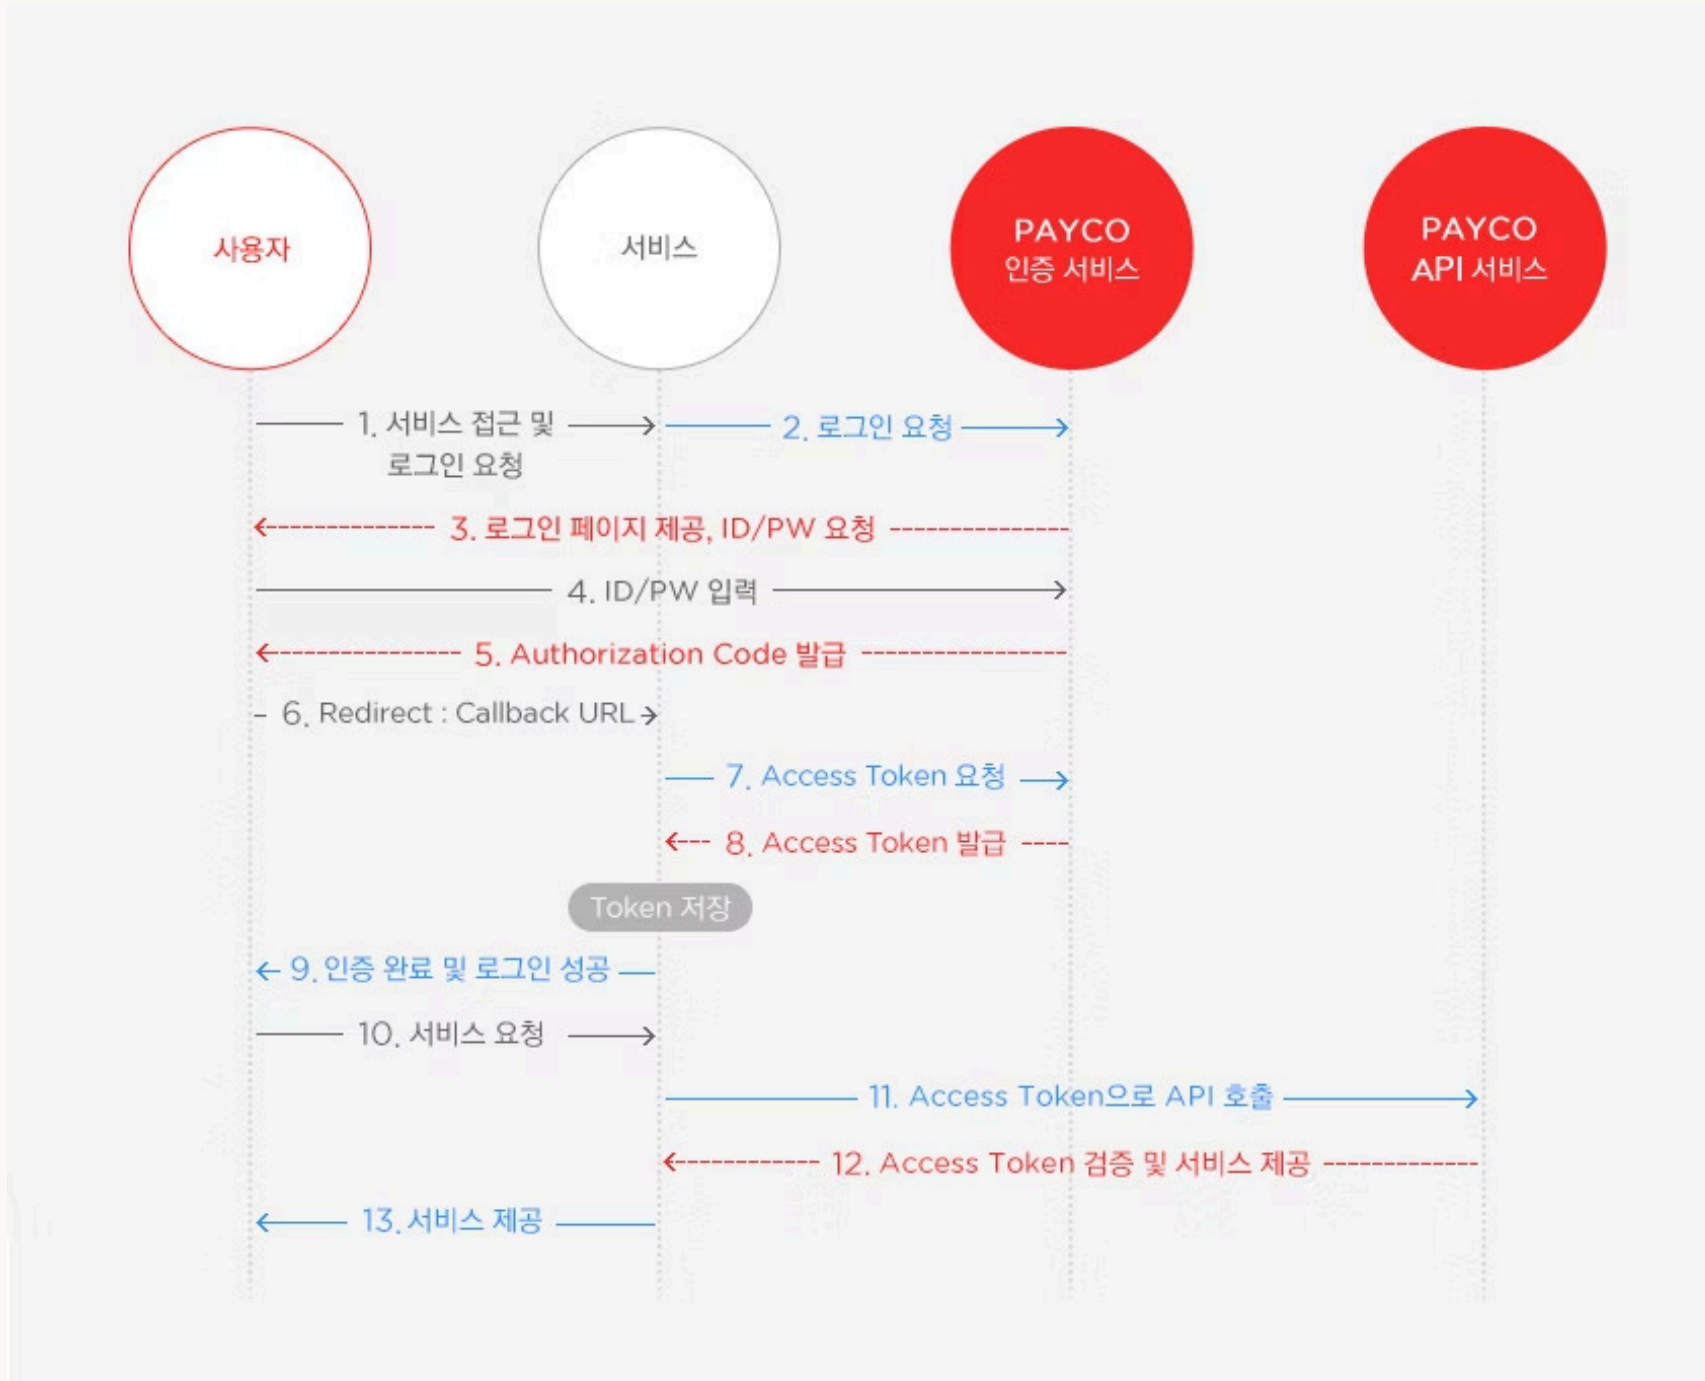 사용자
서비스
PAYCO
인증 서비스
PAYCO
API 서비스
1. 서비스 접근 및
로그인 요청
2. 로그인 요청
3. 로그인 페이지 제공, ID/PW 요청
4. ID/PW 입력
5. Authorization Code 발급
6. Redirect : Callback URL
7. Access Token 요청
8. Access Token 발급
Token 저장
9. 인증 완료 및 로그인 성공
10. 서비스 요청
11. Access Token으로 API 호출
12. Access Token 검증 및 서비스 제공
13. 서비스 제공